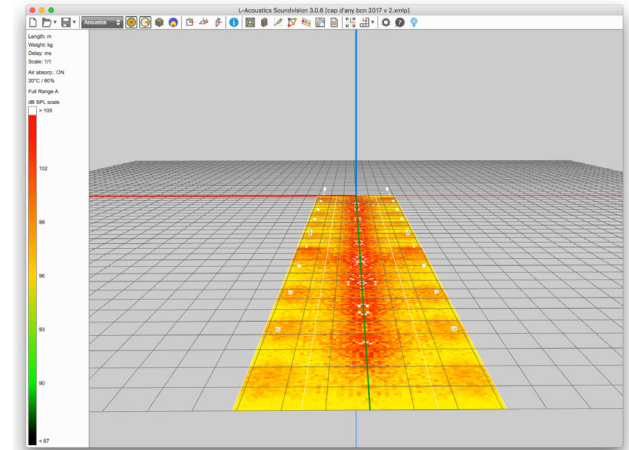 L-Acoustics Soundvision 3.0.8 [cap d'any bcn 2017 v 2.xmlp]
Acoustics
Length: m
Weight: kg
Delay: ms
Scale: 1/1
Air absorp.: ON
20°C / 60%
Full Range A
dB SPL scale
> 105
102
99
96
93
90
< 87